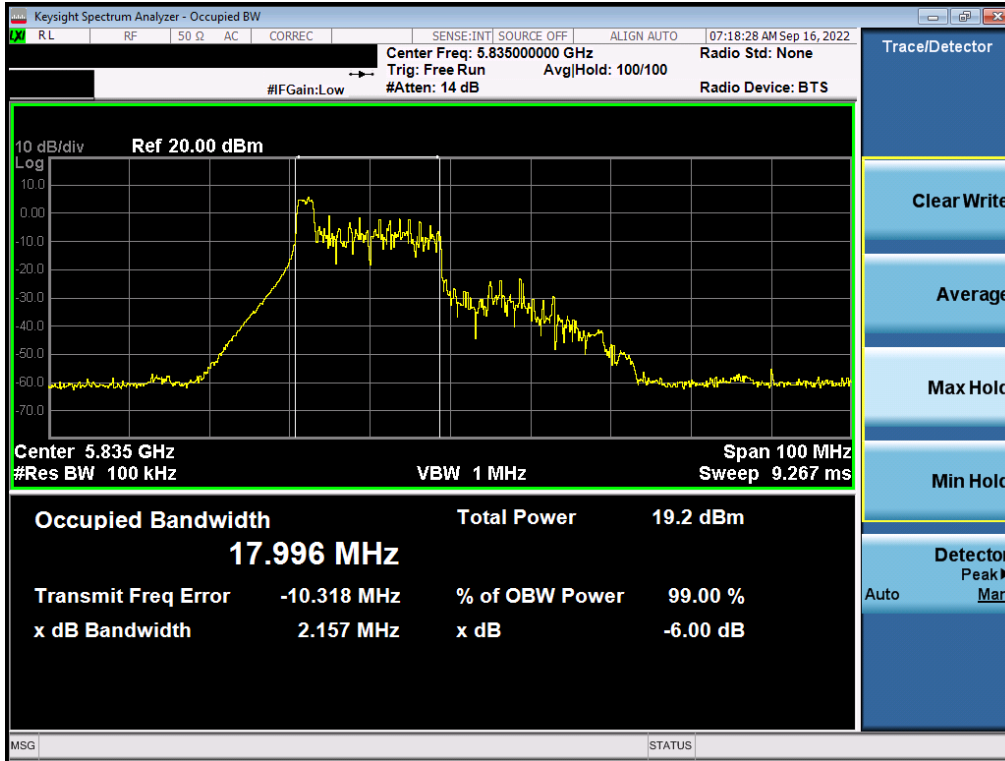 Keysight Spectrum Analyzer - Occupied BW
LXI RL RF 50 Ω AC CORREC SENSE:INT SOURCE OFF ALIGN AUTO 07:18:28 AM Sep 16, 2022
Center Freq: 5.835000000 GHz Radio Std: None
Trig: Free Run Avg|Hold: 100/100
#IFGain:Low #Atten: 14 dB Radio Device: BTS
Trace/Detector
10 dB/div Ref 20.00 dBm
Log
10.0
0.00
-10.0
-20.0
-30.0
-40.0
-50.0
-60.0
-70.0
Center 5.835 GHz Span 100 MHz
#Res BW 100 kHz VBW 1 MHz Sweep 9.267 ms
Occupied Bandwidth Total Power 19.2 dBm
17.996 MHz
Transmit Freq Error -10.318 MHz % of OBW Power 99.00 %
x dB Bandwidth 2.157 MHz x dB -6.00 dB
Clear Write
Average
Max Hold
Min Hold
Detector
Peak
Auto Man
MSG STATUS